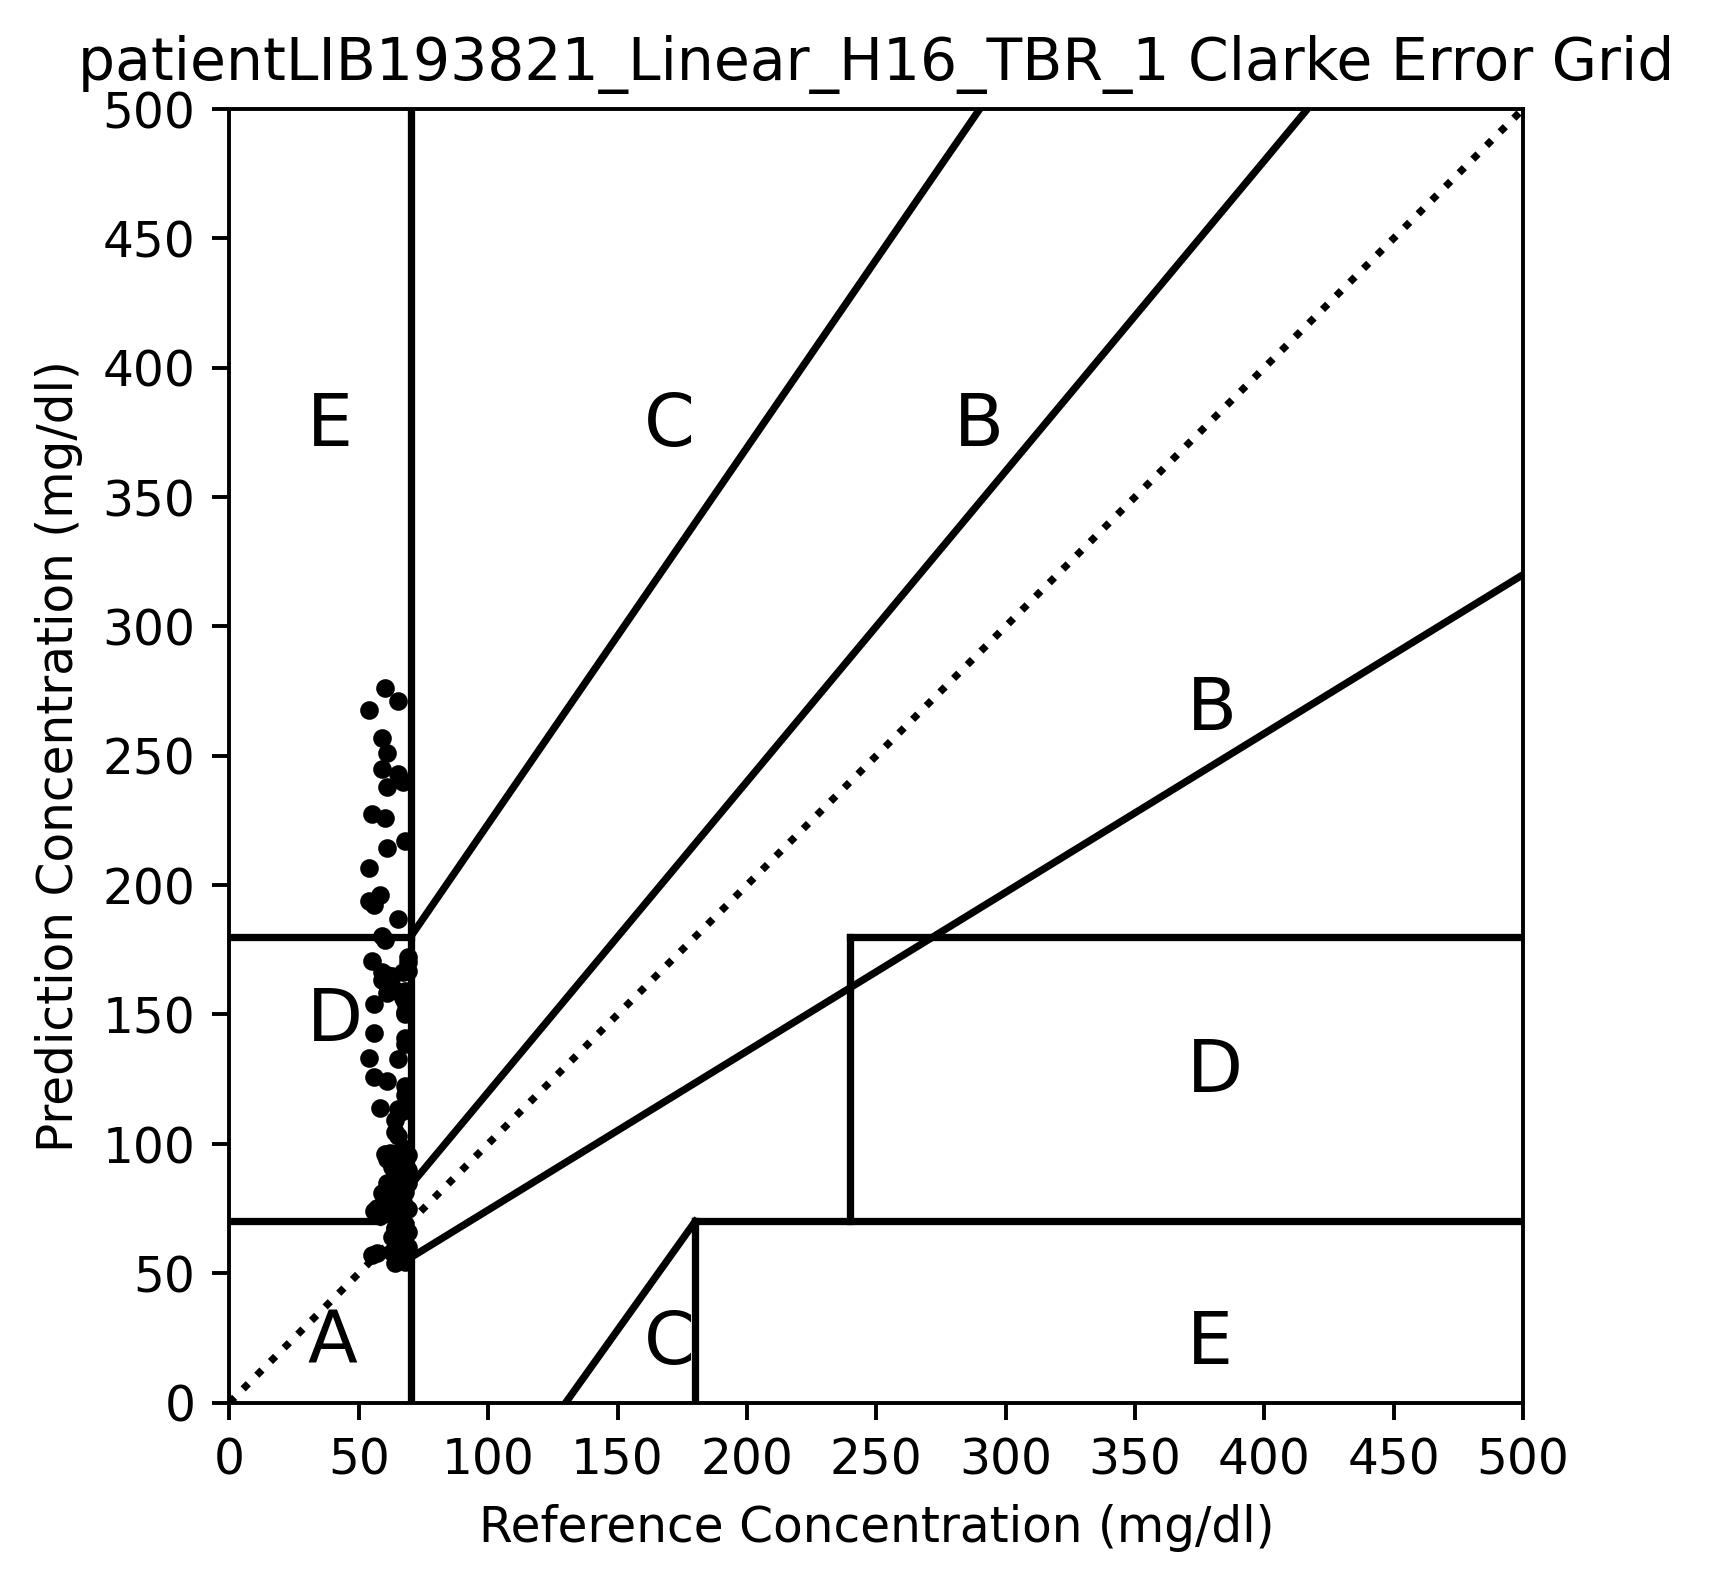 patientLIB193821_Linear_H16_TBR_1 Clarke Error Grid
500
450
400
350
300
250
200
150
100
50
0
Prediction Concentration (mg/dl)
E
C
B
B
D
D
A
C
E
0 50 100 150 200 250 300 350 400 450 500
Reference Concentration (mg/dl)